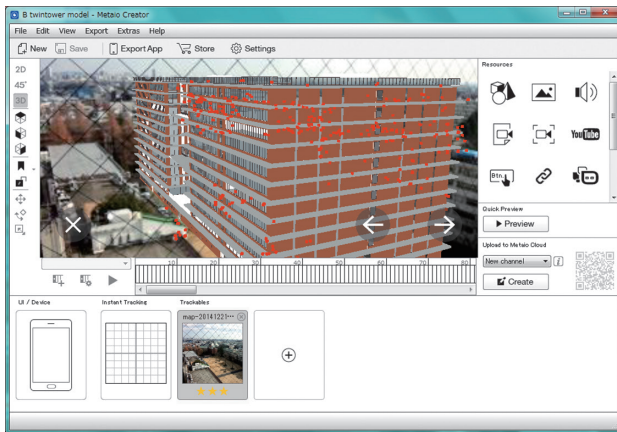 B twintower model - Metaio Creator
File Edit View Export Extras Help
New Save Export App Store Settings
2D
45°
3D
Resources
YouTube
Btn.
Quick Preview
Preview
Upload to Metaio Cloud
New channel
i
Create
10 20 30 40 50 60 70 80
UI / Device
Instant Tracking
Trackables
map-20141221···